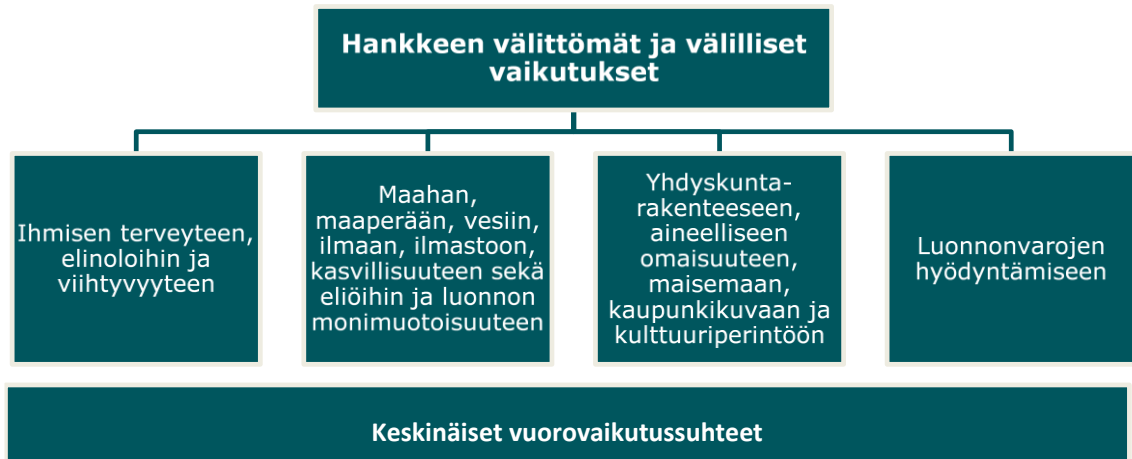 Hankkeen välittömät ja välilliset
vaikutukset
Ihmisen terveyteen,
elinoloihin ja
viihtyvyyteen
Maahan,
maaperään, vesiin,
ilmaan, ilmastoon,
kasvillisuuteen sekä
eliöihin ja luonnon
monimuotoisuuteen
Yhdyskunta-
rakenteeseen,
aineelliseen
omaisuuteen,
maisemaan,
kaupunkikuvaan ja
kulttuuriperintöön
Luonnonvarojen
hyödyntämiseen
Keskinäiset vuorovaikutussuhteet